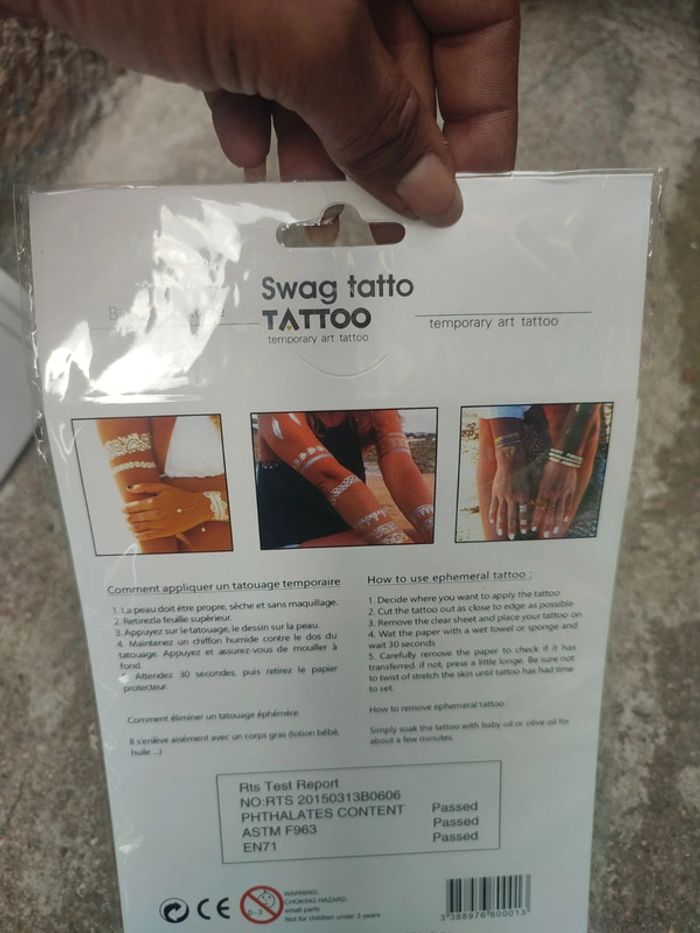 Swag tatto
TATTOO
temporary art tattoo
temporary art tattoo
Comment appliquer un tatouage temporaire
1. La peau doit être propre, sèche et sans maquillage.
2. Retirezla feuille supérieur.
3. Appuyez sur le tatouage, le dessin sur la peau.
4. Maintenez un chiffon humide contre le dos du
tatouage. Appuyez et assurez-vous de mouiller à
fond.
Attendez 30 secondes, puis retirez le papier
protecteur.
Comment éliminer un tatouage éphémère.
Il s'enlève aisément avec un corps gras (lotion bébé,
huile ...)
How to use ephemeral tattoo :
1. Decide where you want to apply the tattoo
2. Cut the tattoo out as close to edge as possible
3. Remove the clear sheet and place your tattoo on
4. Wat the paper with a wet towel or sponge and
wait 30 seconds
5. Carefully remove the paper to check if it has
transferred. if not, press a little longe. Be sure not
to twist of stretch the skin until tattoo has had time
to set.
How to remove ephemeral tattoo :
Simply soak the tattoo with baby oil or olive oil for
about a few minutes.
Rts Test Report
NO:RTS 20150313B0606
PHTHALATES CONTENT Passed
ASTM F963 Passed
EN71 Passed
CE
0-3
WARNING
CHOKING HAZARD
small parts
Not for children under 3 years
3 388976 800013